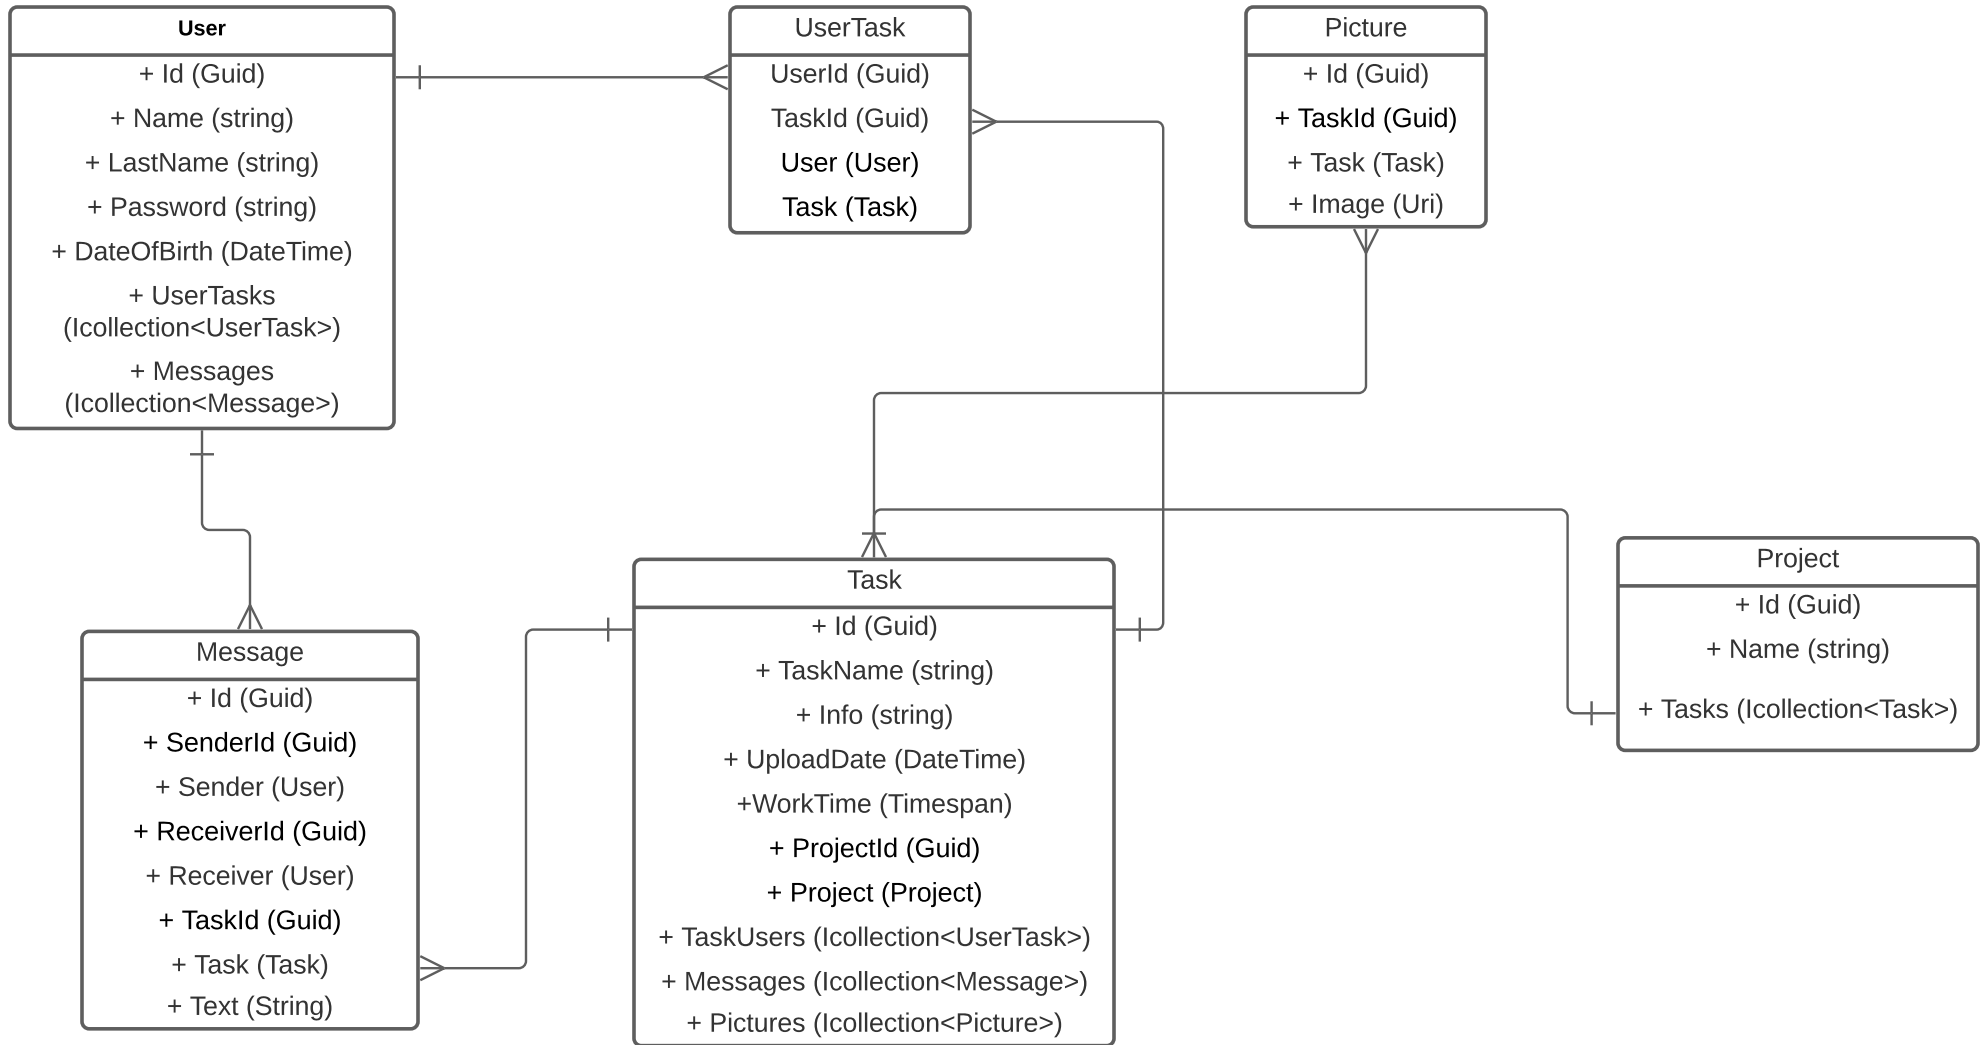 User
+ Id (Guid)
+ Name (string)
+ LastName (string)
+ Password (string)
+ DateOfBirth (DateTime)
+ UserTasks
(Icollection<UserTask>)
+ Messages
(Icollection<Message>)
UserTask
UserId (Guid)
TaskId (Guid)
User (User)
Task (Task)
Picture
+ Id (Guid)
+ TaskId (Guid)
+ Task (Task)
+ Image (Uri)
Message
+ Id (Guid)
+ SenderId (Guid)
+ Sender (User)
+ ReceiverId (Guid)
+ Receiver (User)
+ TaskId (Guid)
+ Task (Task)
+ Text (String)
Task
+ Id (Guid)
+ TaskName (string)
+ Info (string)
+ UploadDate (DateTime)
+WorkTime (Timespan)
+ ProjectId (Guid)
+ Project (Project)
+ TaskUsers (Icollection<UserTask>)
+ Messages (Icollection<Message>)
+ Pictures (Icollection<Picture>)
Project
+ Id (Guid)
+ Name (string)
+ Tasks (Icollection<Task>)